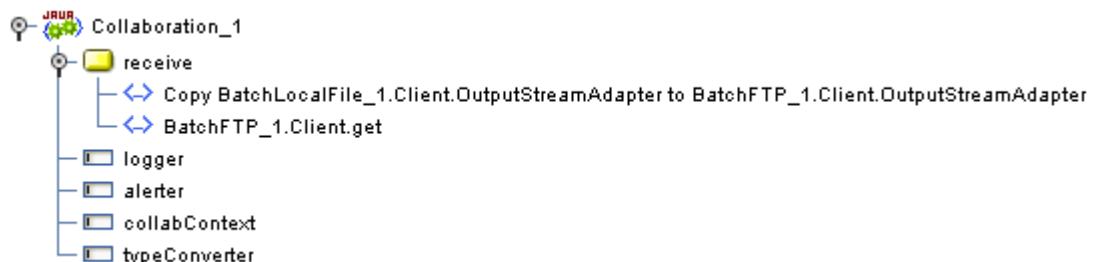 JAVA
Collaboration_1
receive
Copy BatchLocalFile_1.Client.OutputStreamAdapter to BatchFTP_1.Client.OutputStreamAdapter
BatchFTP_1.Client.get
logger
alerter
collabContext
typeConverter